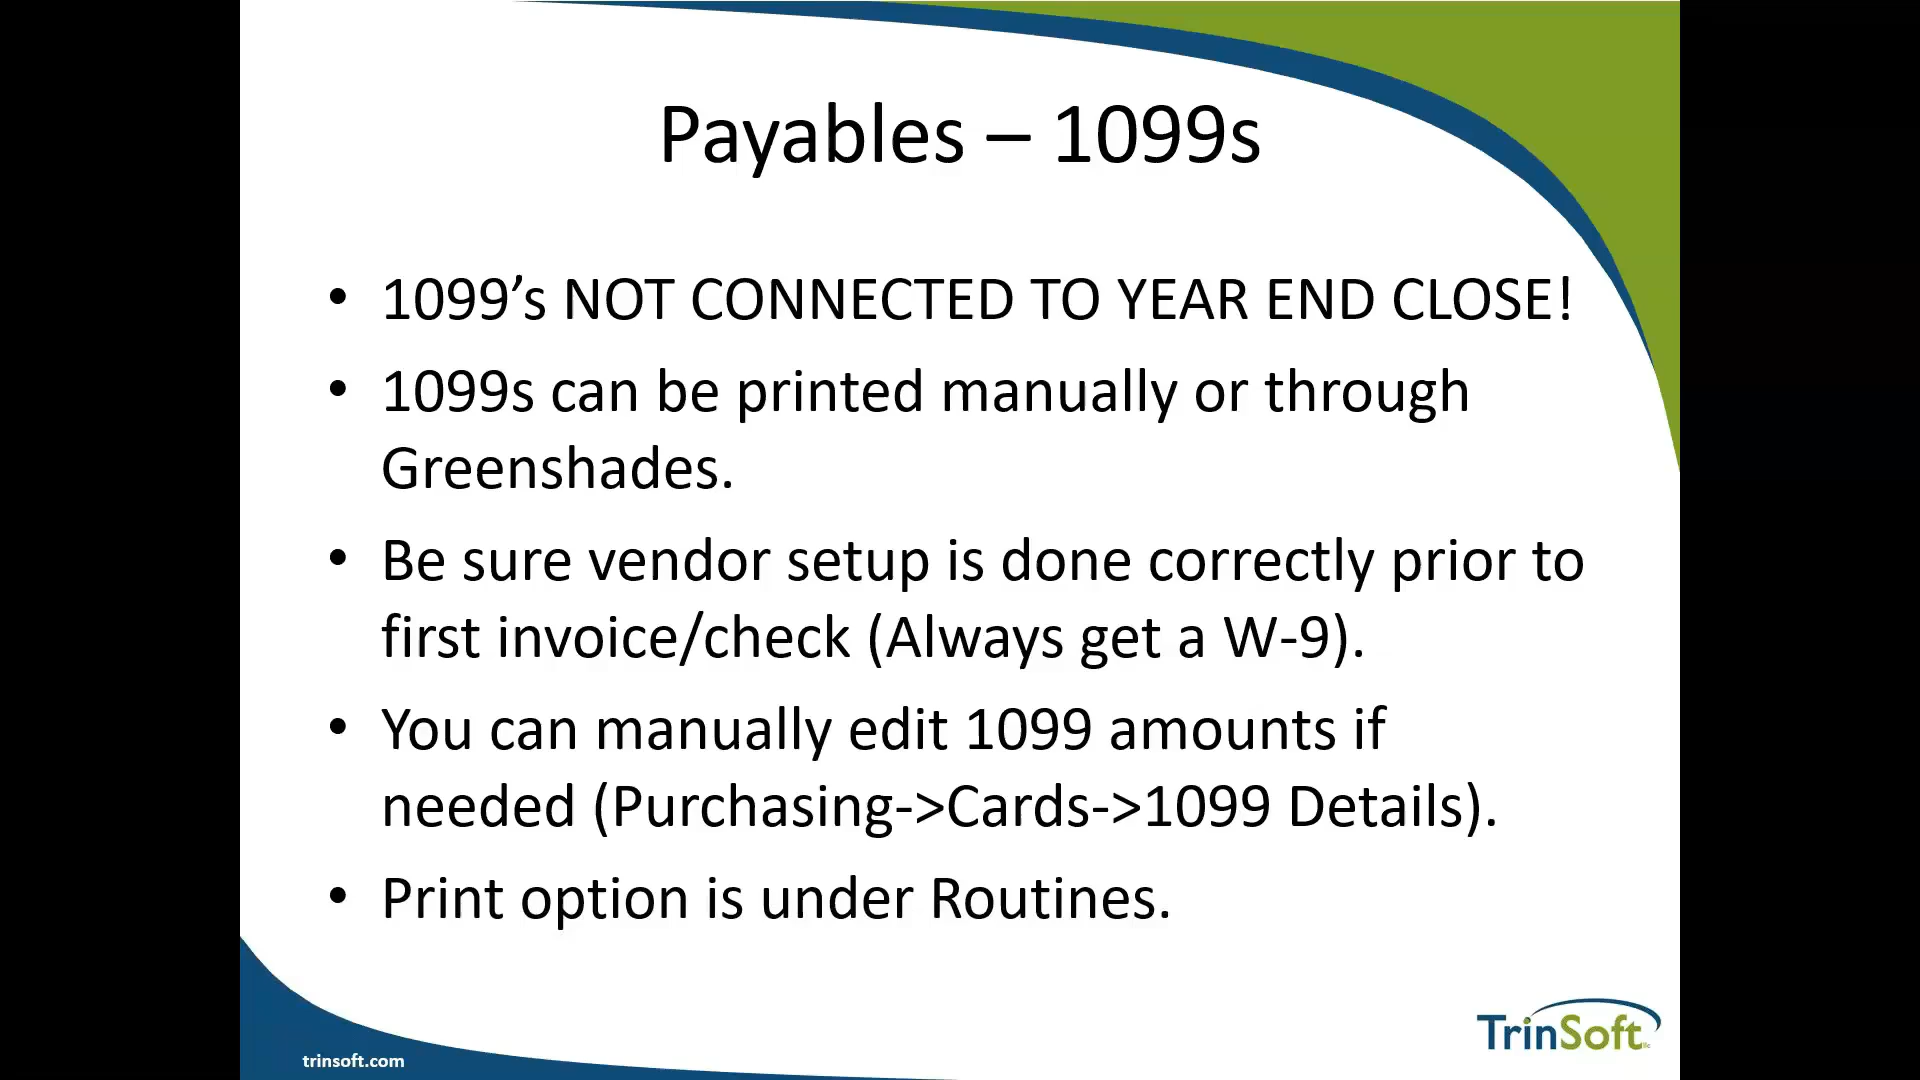 Payables – 1099s
• 1099’s NOT CONNECTED TO YEAR END CLOSE!
• 1099s can be printed manually or through
Greenshades.
• Be sure vendor setup is done correctly prior to
first invoice/check (Always get a W-9).
• You can manually edit 1099 amounts if
needed (Purchasing->Cards->1099 Details).
• Print option is under Routines.
trinsoft.com
TrinSoft llc